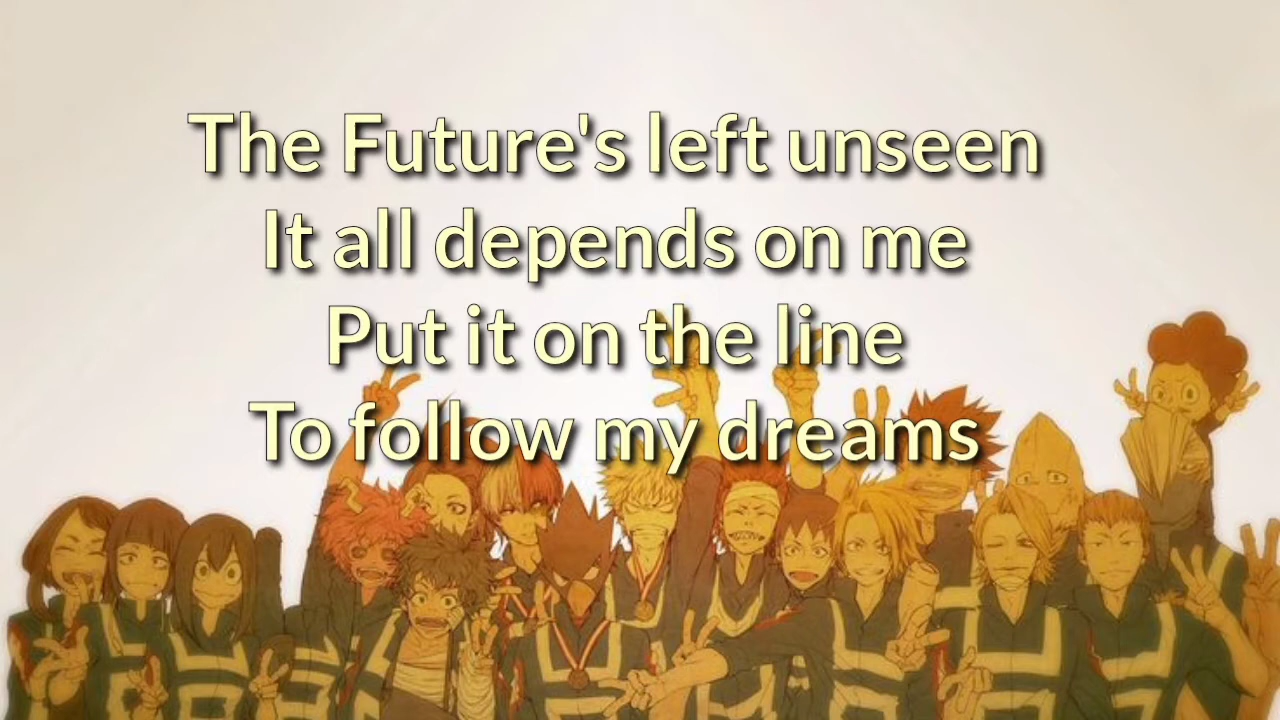 The Future's left unseen
It all depends on me
Put it on the line
To follow my dreams